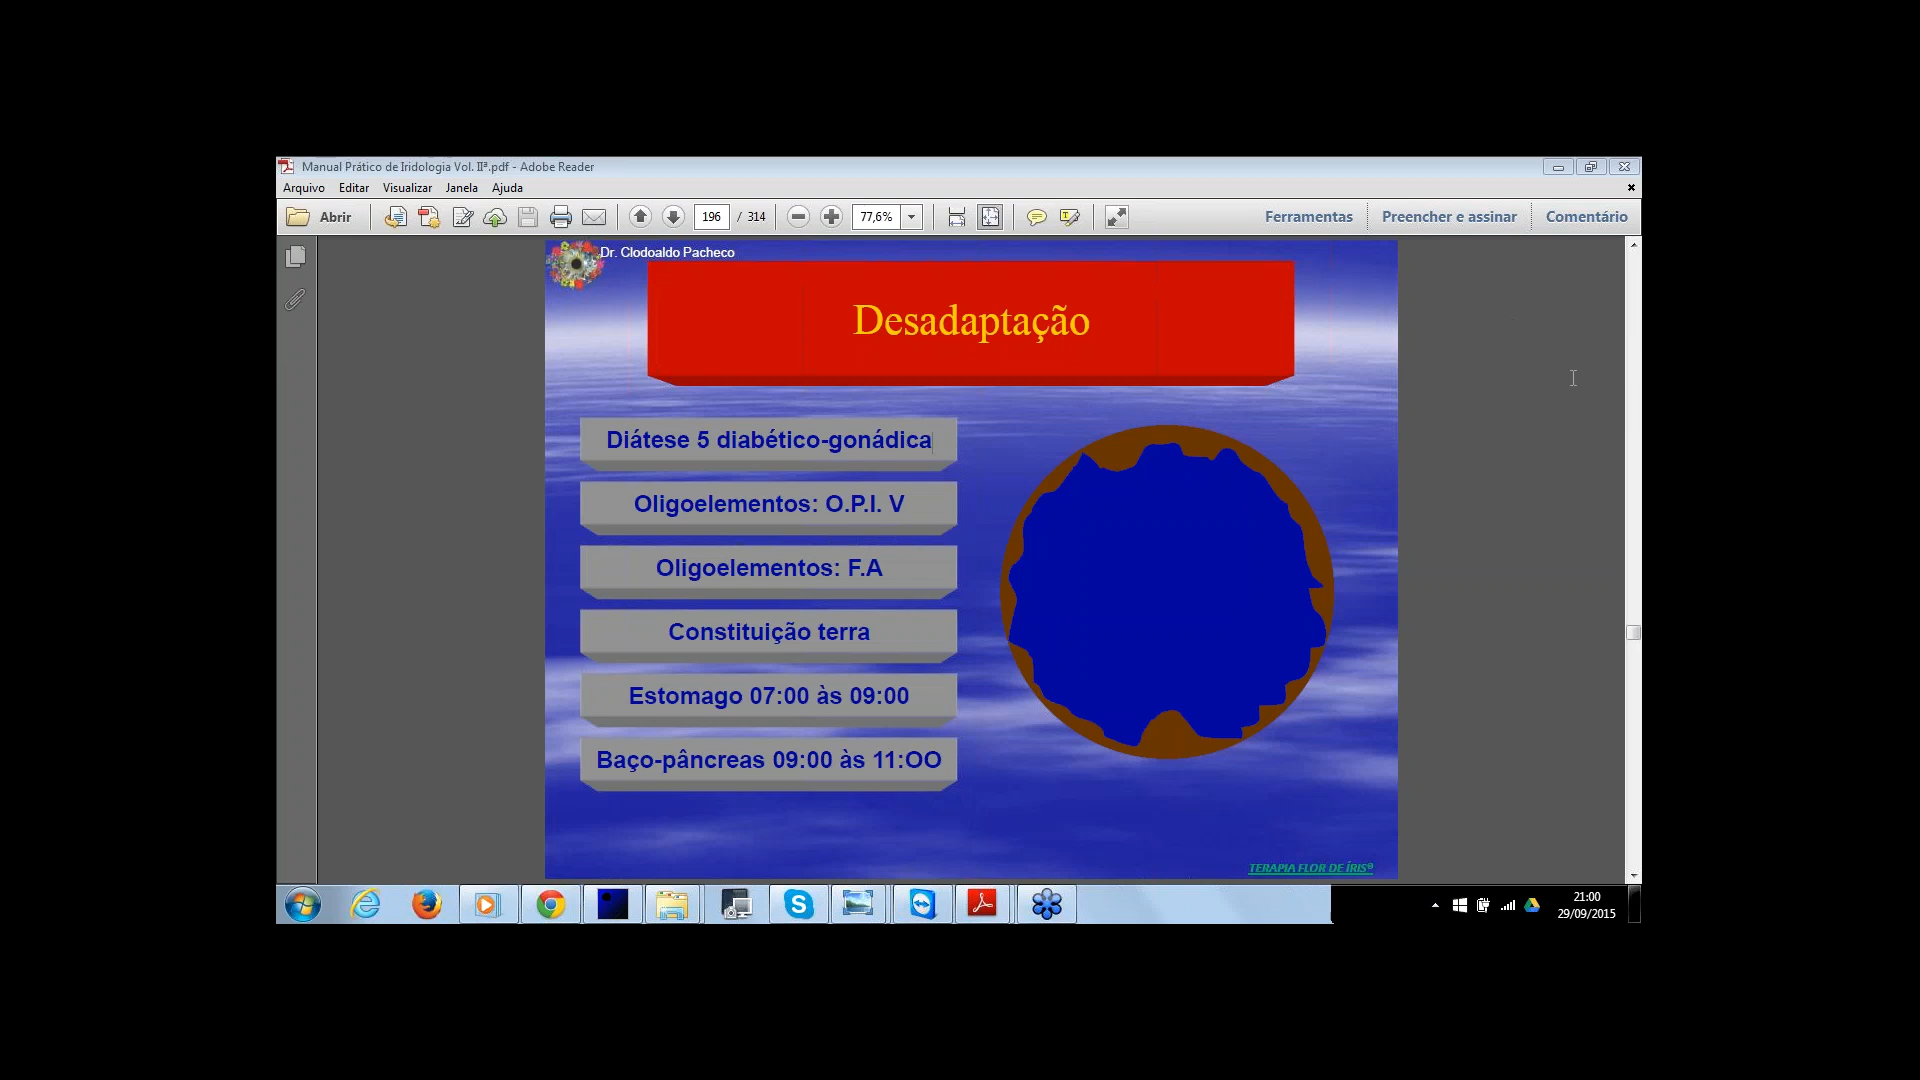 Manual Prático de Iridologia Vol. IIª.pdf - Adobe Reader
Arquivo Editar Visualizar Janela Ajuda
Abrir 196 / 314 77,6% Ferramentas Preencher e assinar Comentário
Dr. Clodoaldo Pacheco
Desadaptação
Diátese 5 diabético-gonádica
Oligoelementos: O.P.I. V
Oligoelementos: F.A
Constituição terra
Estomago 07:00 às 09:00
Baço-pâncreas 09:00 às 11:OO
TERAPIA FLOR DE ÍRIS®
21:00
29/09/2015